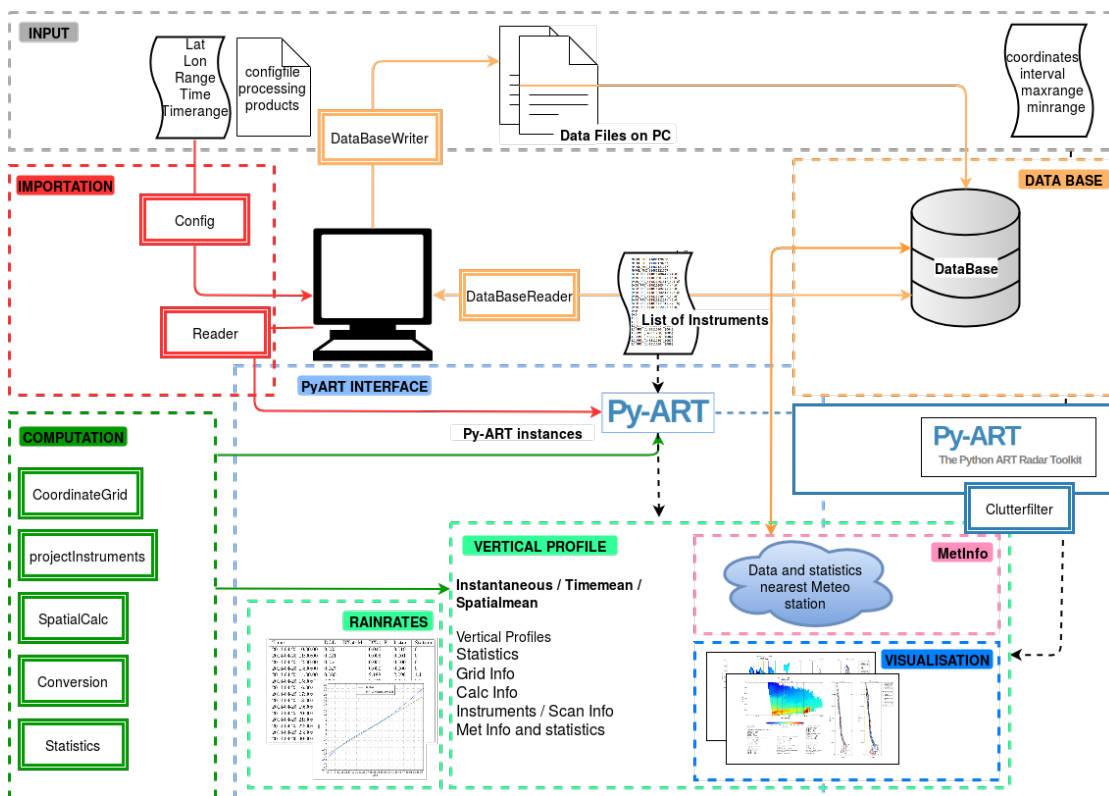 INPUT
Lat
Lon
Range
Time
Timerange
configfile
processing
products
DataBaseWriter
Data Files on PC
coordinates
interval
maxrange
minrange
IMPORTATION
Config
Reader
DataBaseReader
List of Instruments
DATA BASE
DataBase
PyART INTERFACE
Py-ART
Py-ART instances
Py-ART
The Python ART Radar Toolkit
Clutterfilter
COMPUTATION
CoordinateGrid
projectInstruments
SpatialCalc
Conversion
Statistics
VERTICAL PROFILE
Instantaneous / Timemean /
Spatialmean
Vertical Profiles
Statistics
Grid Info
Calc Info
Instruments / Scan Info
Met Info and statistics
RAINRATES
MetInfo
Data and statistics
nearest Meteo
station
VISUALISATION